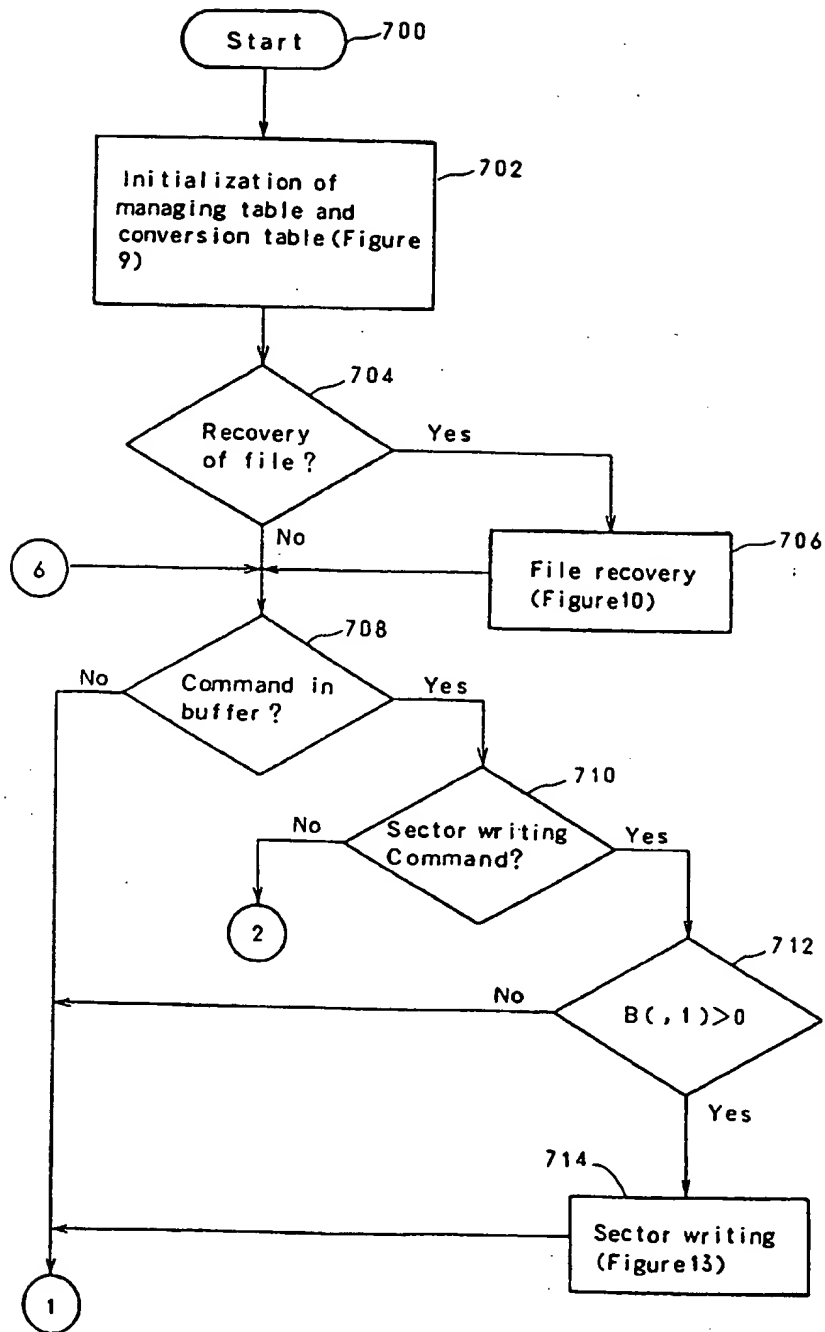 Start
700
Initialization of
managing table and
conversion table(Figure
9)
702
704
Recovery
of file?
Yes
No
6
File recovery
(Figure10)
706
708
No
Command in
buffer?
Yes
710
No
Sector writing
Command?
Yes
2
712
No
B(,1)>0
Yes
714
Sector writing
(Figure13)
1